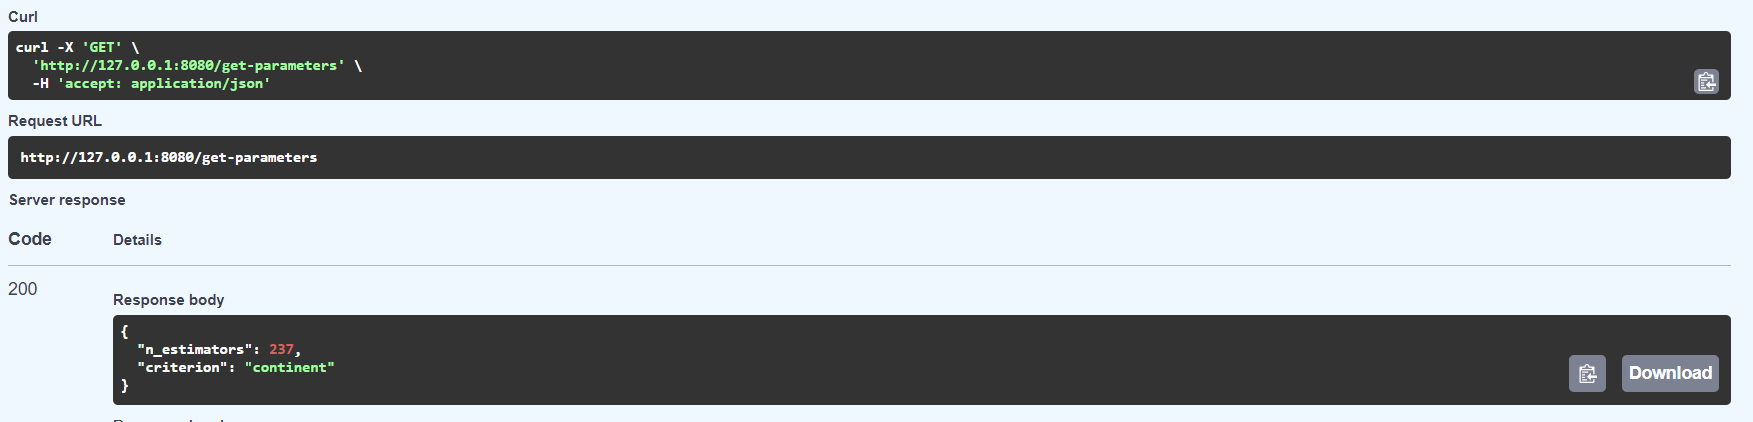 Curl
curl -X 'GET' \
  'http://127.0.0.1:8080/get-parameters' \
  -H 'accept: application/json'
Request URL
http://127.0.0.1:8080/get-parameters
Server response
Code Details
200
Response body
{
  "n_estimators": 237,
  "criterion": "continent"
}
Download